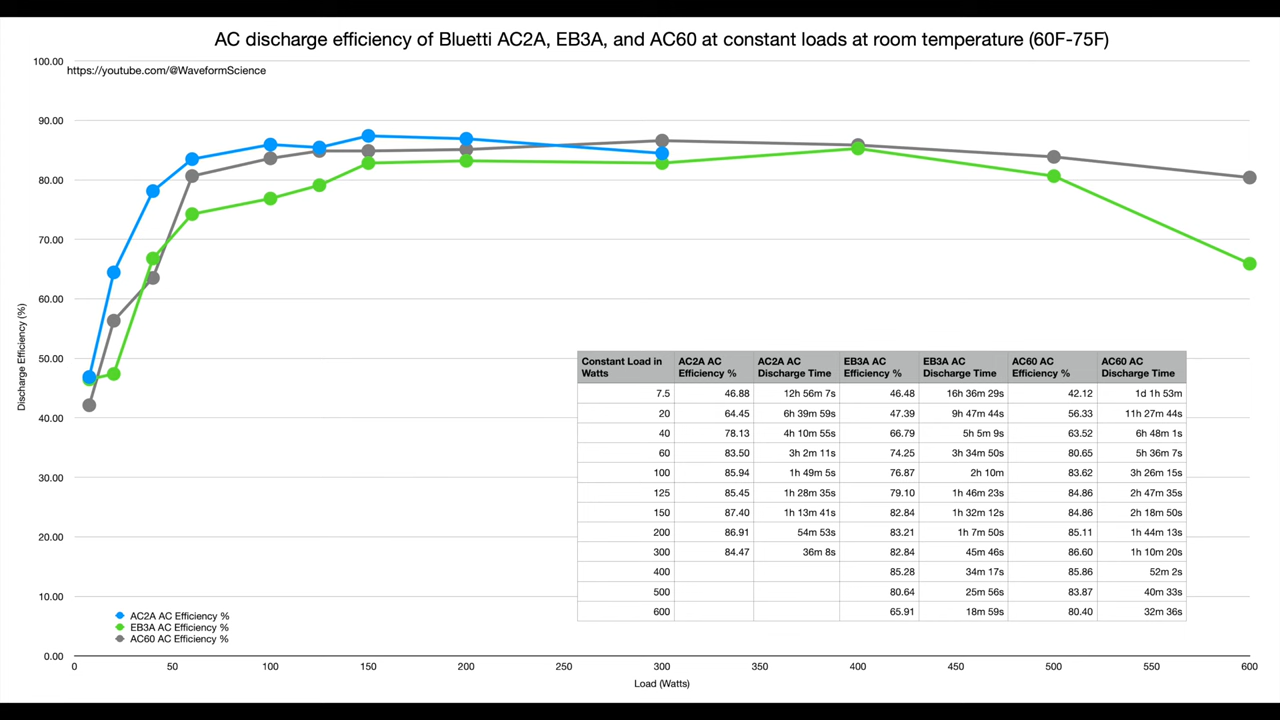 AC discharge efficiency of Bluetti AC2A, EB3A, and AC60 at constant loads at room temperature (60F-75F)
https://youtube.com/@WaveformScience
100.00
90.00
80.00
70.00
60.00
50.00
40.00
30.00
20.00
10.00
0.00
Discharge Efficiency (%)
Constant Load in Watts AC2A AC Efficiency % AC2A AC Discharge Time EB3A AC Efficiency % EB3A AC Discharge Time AC60 AC Efficiency % AC60 AC Discharge Time
7.5 46.88 12h 56m 7s 46.48 16h 36m 29s 42.12 1d 1h 53m
20 64.45 6h 39m 59s 47.39 9h 47m 44s 56.33 11h 27m 44s
40 78.13 4h 10m 55s 66.79 5h 5m 9s 63.52 6h 48m 1s
60 83.50 3h 2m 11s 74.25 3h 34m 50s 80.65 5h 36m 7s
100 85.94 1h 49m 5s 76.87 2h 10m 83.62 3h 26m 15s
125 85.45 1h 28m 35s 79.10 1h 46m 23s 84.86 2h 47m 35s
150 87.40 1h 13m 41s 82.84 1h 32m 12s 84.86 2h 18m 50s
200 86.91 54m 53s 83.21 1h 7m 50s 85.11 1h 44m 13s
300 84.47 36m 8s 82.84 45m 46s 86.60 1h 10m 20s
400 85.28 34m 17s 85.86 52m 2s
500 80.64 25m 56s 83.87 40m 33s
600 65.91 18m 59s 80.40 32m 36s
AC2A AC Efficiency %
EB3A AC Efficiency %
AC60 AC Efficiency %
0 50 100 150 200 250 300 350 400 450 500 550 600
Load (Watts)